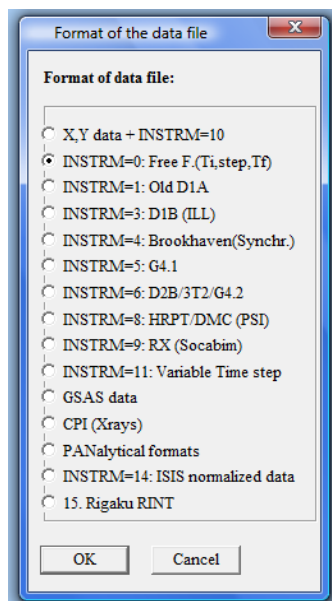 Format of the data file
Format of data file:
X,Y data + INSTRM=10
INSTRM=0: Free F.(Ti,step,Tf)
INSTRM=1: Old D1A
INSTRM=3: D1B (ILL)
INSTRM=4: Brookhaven(Synchr.)
INSTRM=5: G4.1
INSTRM=6: D2B/3T2/G4.2
INSTRM=8: HRPT/DMC (PSI)
INSTRM=9: RX (Socabim)
INSTRM=11: Variable Time step
GSAS data
CPI (Xrays)
PANalytical formats
INSTRM=14: ISIS normalized data
15. Rigaku RINT
OK Cancel